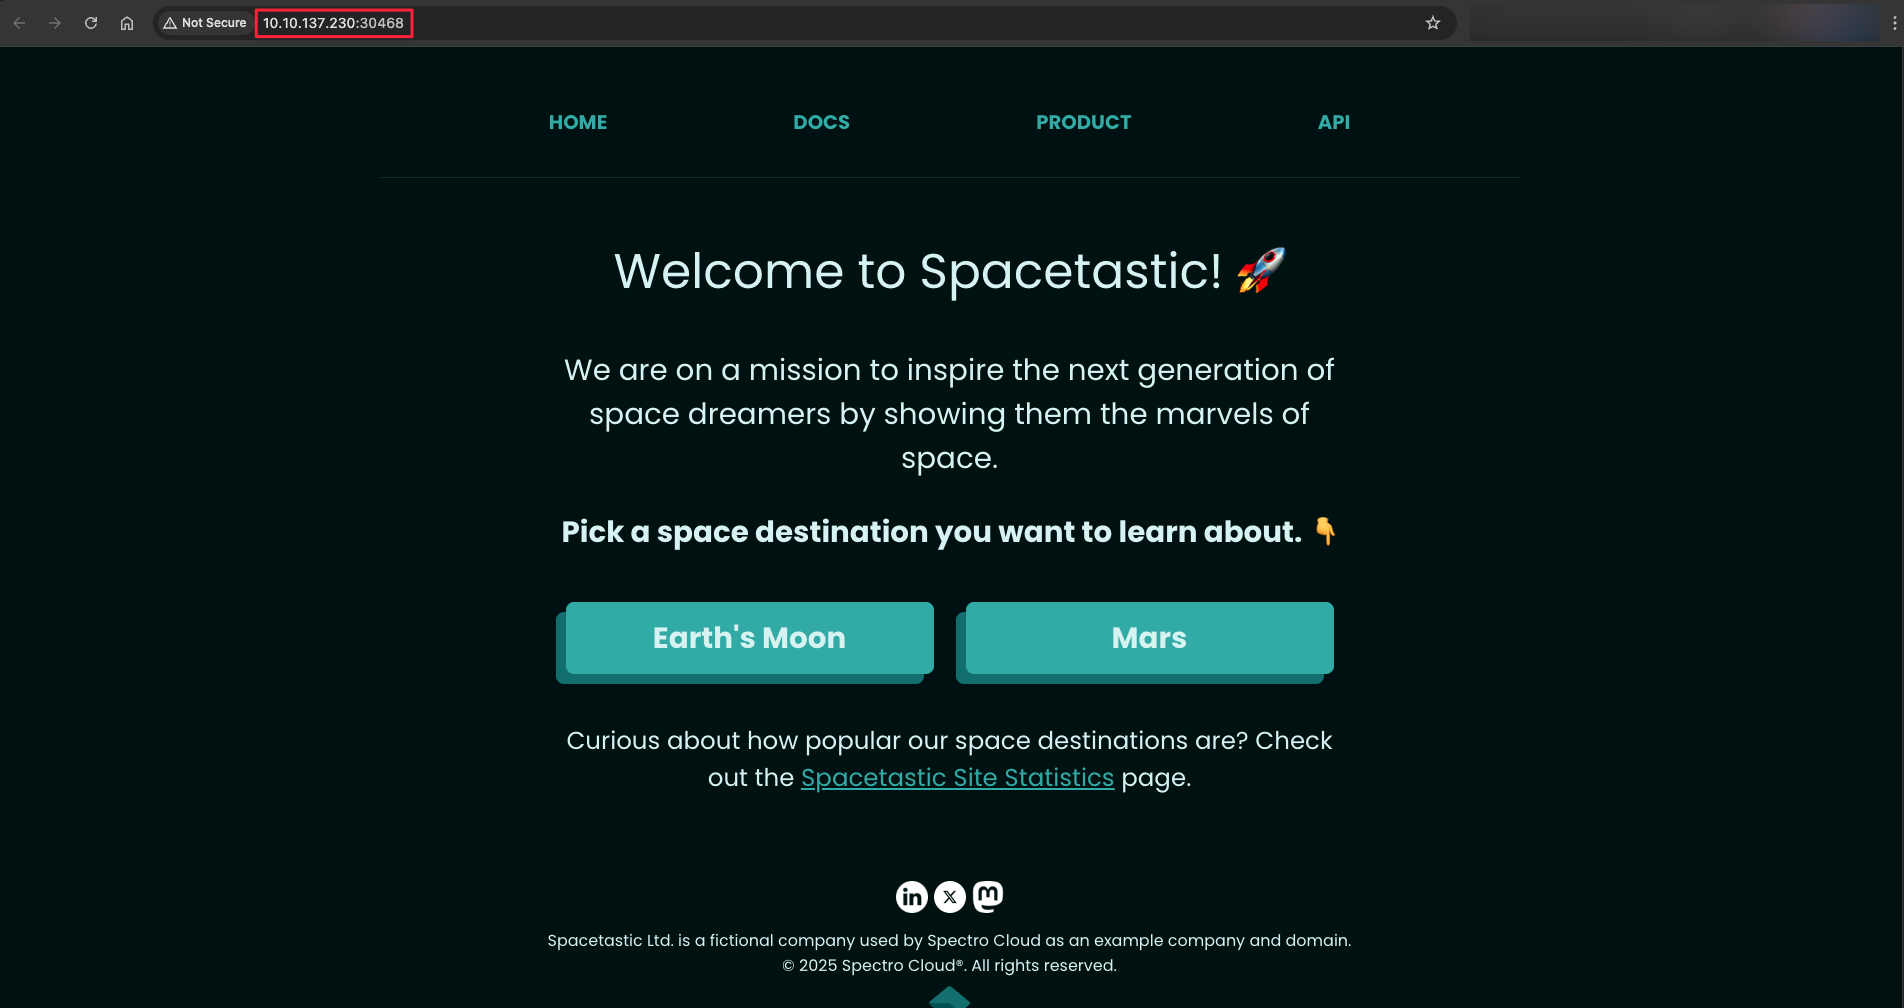 Not Secure 10.10.137.230:30468
HOME DOCS PRODUCT API
Welcome to Spacetastic! 🚀
We are on a mission to inspire the next generation of
space dreamers by showing them the marvels of
space.
Pick a space destination you want to learn about. 👇
Earth's Moon Mars
Curious about how popular our space destinations are? Check
out the Spacetastic Site Statistics page.
in X m
Spacetastic Ltd. is a fictional company used by Spectro Cloud as an example company and domain.
© 2025 Spectro Cloud®. All rights reserved.